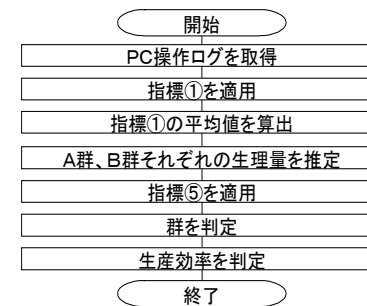 開始
PC操作ログを取得
指標①を適用
指標①の平均値を算出
A群、B群それぞれの生理量を推定
指標⑤を適用
群を判定
生産効率を判定
終了